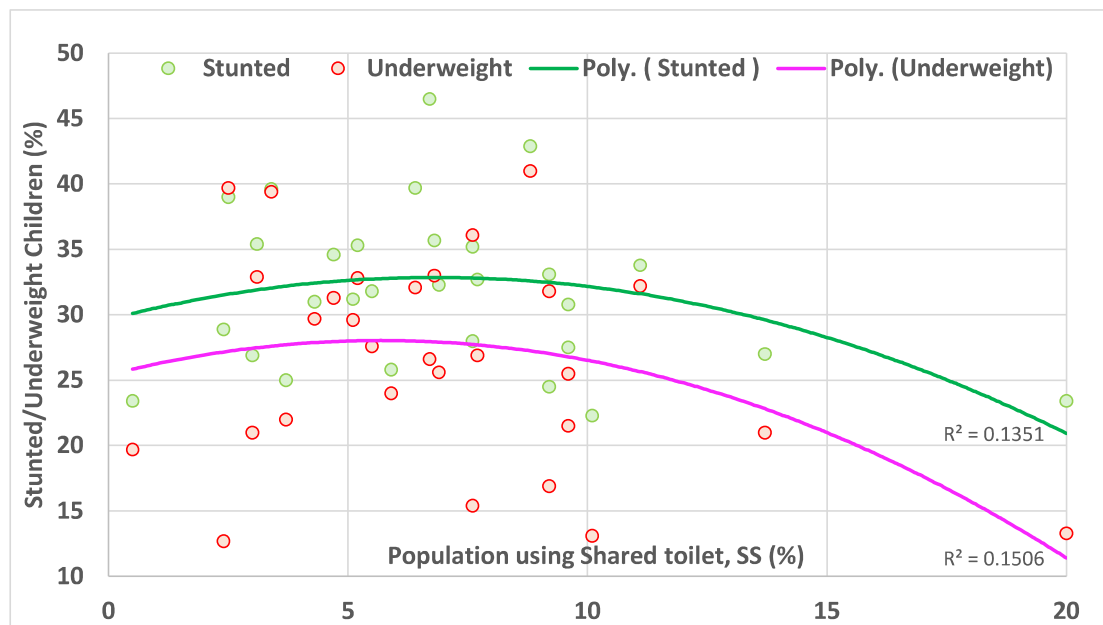 50
Stunted Underweight Poly. ( Stunted ) Poly. (Underweight)
45
40
35
30
25
20
15
10
Stunted/Underweight Children (%)
R² = 0.1351
R² = 0.1506
Population using Shared toilet, SS (%)
0 5 10 15 20